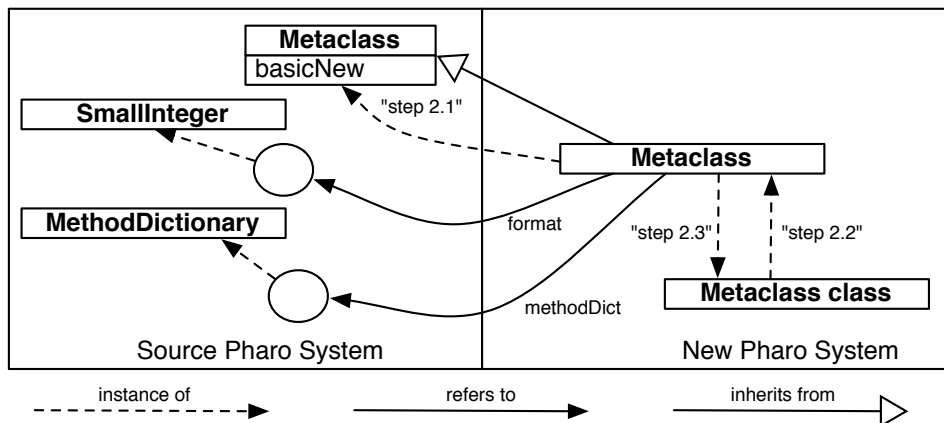 Metaclass
basicNew
"step 2.1"
SmallInteger
Metaclass
MethodDictionary
format
"step 2.3"
"step 2.2"
Metaclass class
methodDict
Source Pharo System
New Pharo System
instance of
refers to
inherits from